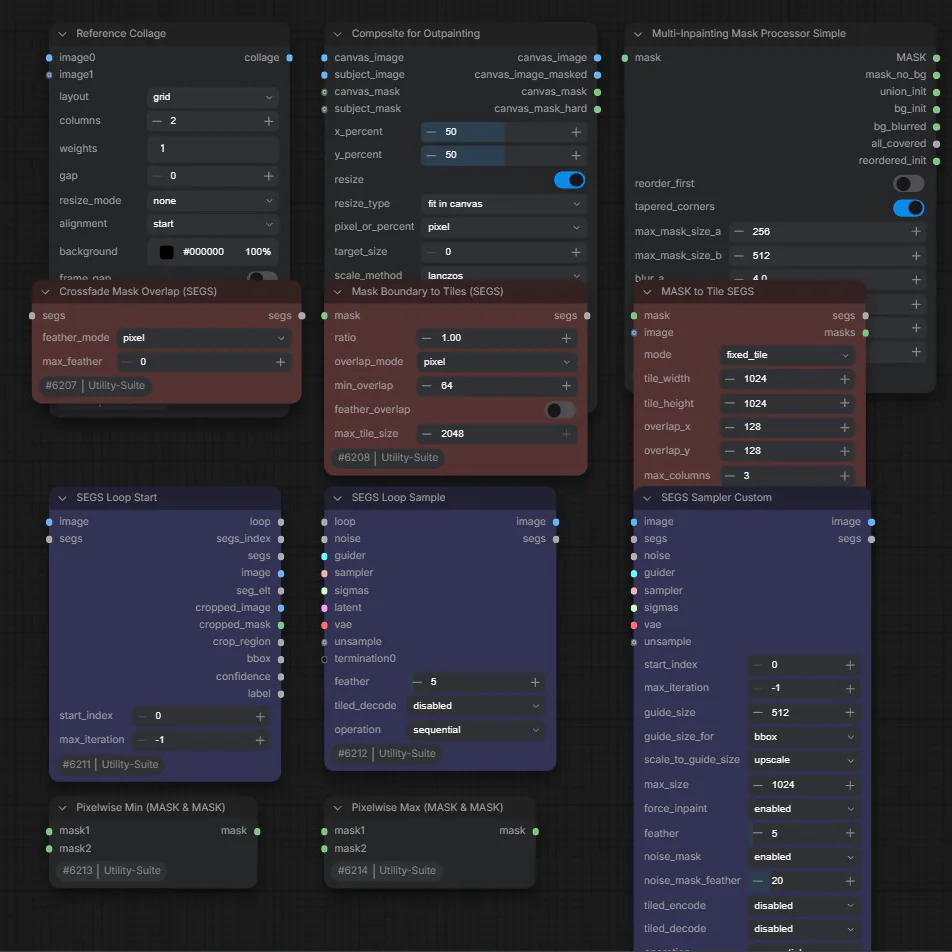 Reference Collage
image0 collage
image1
layout grid
columns 2
weights 1
gap 0
resize_mode none
alignment start
background #000000 100%
frame_gap
Composite for Outpainting
canvas_image canvas_image
subject_image canvas_image_masked
canvas_mask canvas_mask
subject_mask canvas_mask_hard
x_percent 50
y_percent 50
resize
resize_type fit in canvas
pixel_or_percent pixel
target_size 0
scale_method lanczos
Multi-Inpainting Mask Processor Simple
mask MASK
mask_no_bg
union_init
bg_init
bg_blurred
all_covered
reordered_init
reorder_first
tapered_corners
max_mask_size_a 256
max_mask_size_b 512
blur_a 4.0
Crossfade Mask Overlap (SEGS)
segs segs
feather_mode pixel
max_feather 0
#6207 | Utility-Suite
Mask Boundary to Tiles (SEGS)
mask segs
ratio 1.00
overlap_mode pixel
min_overlap 64
feather_overlap
max_tile_size 2048
#6208 | Utility-Suite
MASK to Tile SEGS
mask segs
image masks
mode fixed_tile
tile_width 1024
tile_height 1024
overlap_x 128
overlap_y 128
max_columns 3
SEGS Loop Start
image loop
segs segs_index
segs
image
seg_elt
cropped_image
cropped_mask
crop_region
bbox
confidence
label
start_index 0
max_iteration -1
#6211 | Utility-Suite
SEGS Loop Sample
loop image
noise segs
guider
sampler
sigmas
latent
vae
unsample
termination0
feather 5
tiled_decode disabled
operation sequential
#6212 | Utility-Suite
SEGS Sampler Custom
image image
segs segs
noise
guider
sampler
sigmas
vae
unsample
start_index 0
max_iteration -1
guide_size 512
guide_size_for bbox
scale_to_guide_size upscale
max_size 1024
force_inpaint enabled
feather 5
noise_mask enabled
noise_mask_feather 20
tiled_encode disabled
tiled_decode disabled
Pixelwise Min (MASK & MASK)
mask1 mask
mask2
#6213 | Utility-Suite
Pixelwise Max (MASK & MASK)
mask1 mask
mask2
#6214 | Utility-Suite